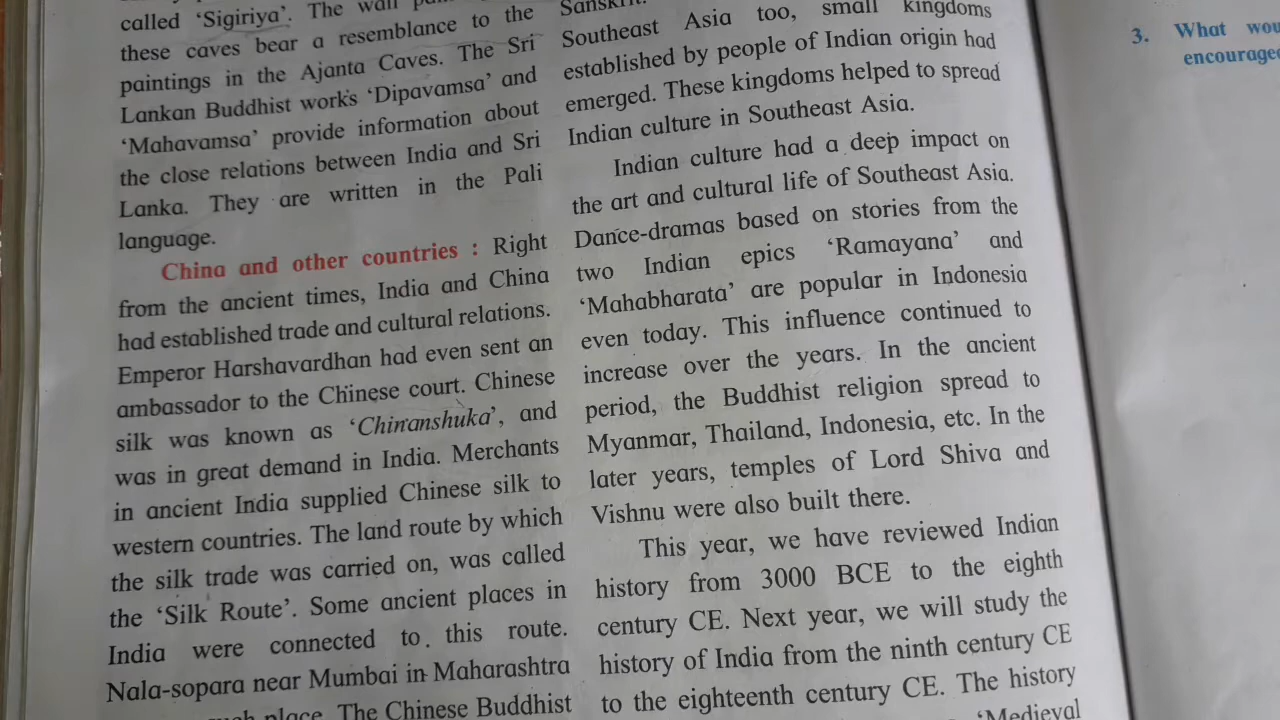 called ‘Sigiriya’. The wall
these caves bear a resemblance to the
paintings in the Ajanta Caves. The Sri
Lankan Buddhist works ‘Dipavamsa’ and
‘Mahavamsa’ provide information about
the close relations between India and Sri
Lanka. They are written in the Pali
language.
China and other countries : Right
from the ancient times, India and China
had established trade and cultural relations.
Emperor Harshavardhan had even sent an
ambassador to the Chinese court. Chinese
silk was known as ‘Chinanshuka’, and
was in great demand in India. Merchants
in ancient India supplied Chinese silk to
western countries. The land route by which
the silk trade was carried on, was called
the ‘Silk Route’. Some ancient places in
India were connected to this route.
Nala-sopara near Mumbai in Maharashtra
place. The Chinese Buddhist
Southeast Asia too, small kingdoms
established by people of Indian origin had
emerged. These kingdoms helped to spread
Indian culture in Southeast Asia.
Indian culture had a deep impact on
the art and cultural life of Southeast Asia.
Dance-dramas based on stories from the
two Indian epics ‘Ramayana’ and
‘Mahabharata’ are popular in Indonesia
even today. This influence continued to
increase over the years. In the ancient
period, the Buddhist religion spread to
Myanmar, Thailand, Indonesia, etc. In the
later years, temples of Lord Shiva and
Vishnu were also built there.
This year, we have reviewed Indian
history from 3000 BCE to the eighth
century CE. Next year, we will study the
history of India from the ninth century CE
to the eighteenth century CE. The history
‘Medieval
3. What